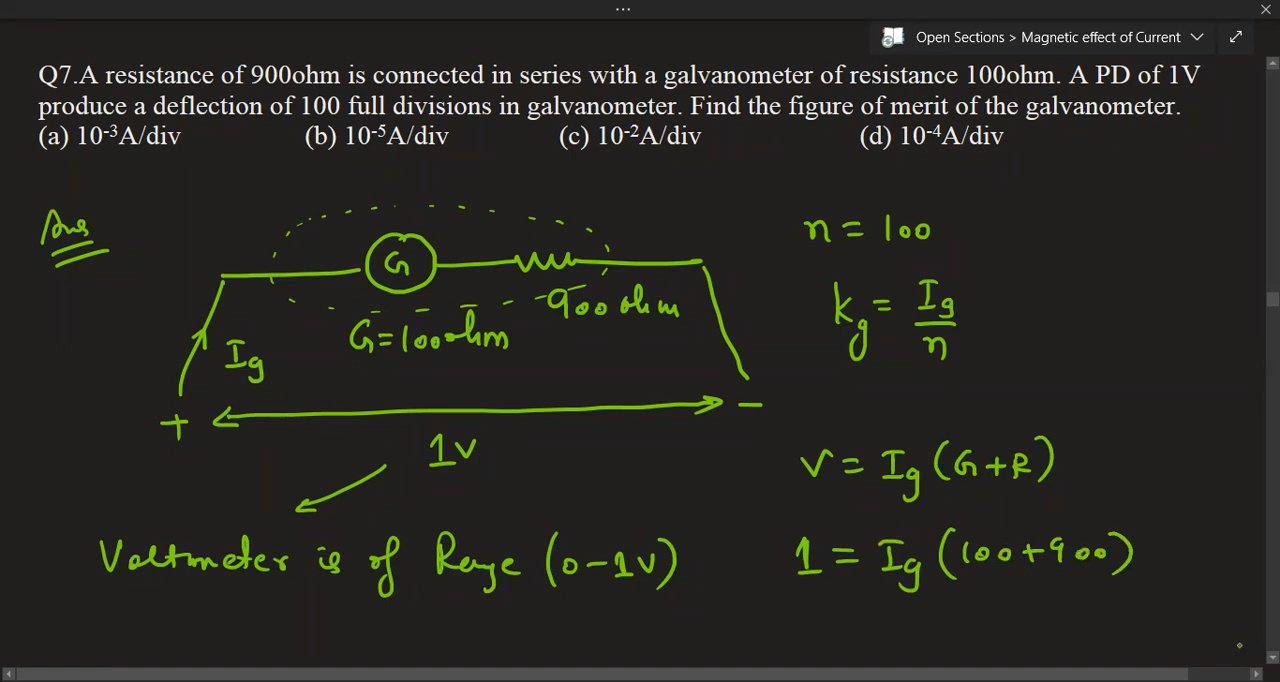 Open Sections > Magnetic effect of Current
Q7.A resistance of 900ohm is connected in series with a galvanometer of resistance 100ohm. A PD of 1V
produce a deflection of 100 full divisions in galvanometer. Find the figure of merit of the galvanometer.
(a) 10⁻³A/div (b) 10⁻⁵A/div (c) 10⁻²A/div (d) 10⁻⁴A/div
Ans
G
900 ohm
G=100ohm
Ig
+
-
1V
Voltmeter is of Range (0-1V)
n = 100
kg = Ig/n
V = Ig(G+R)
1 = Ig(100+900)